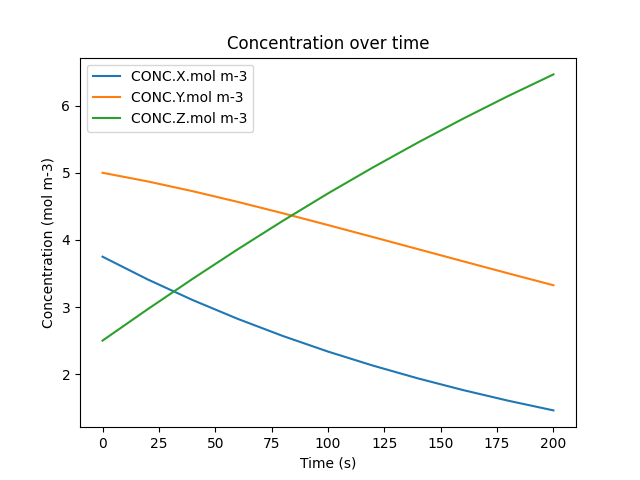 Concentration over time
CONC.X.mol m-3
CONC.Y.mol m-3
CONC.Z.mol m-3
Concentration (mol m-3)
6
5
4
3
2
0 25 50 75 100 125 150 175 200
Time (s)